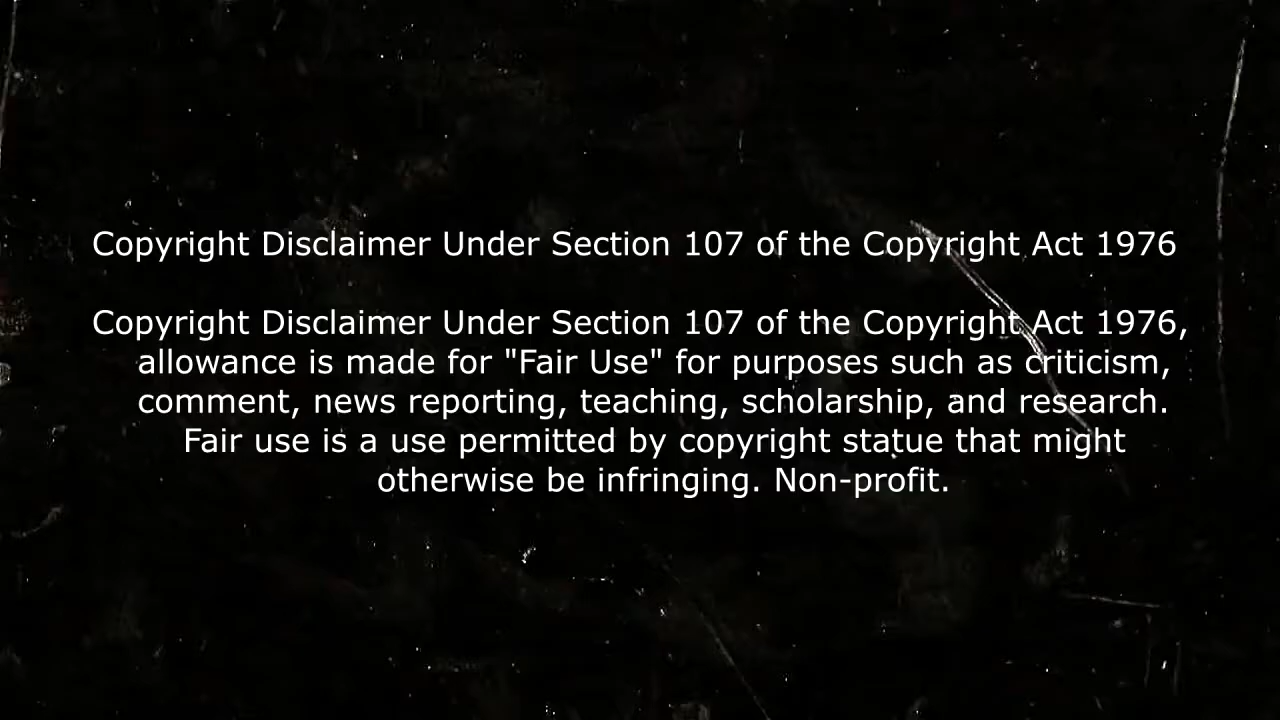 Copyright Disclaimer Under Section 107 of the Copyright Act 1976
Copyright Disclaimer Under Section 107 of the Copyright Act 1976,
allowance is made for "Fair Use" for purposes such as criticism,
comment, news reporting, teaching, scholarship, and research.
Fair use is a use permitted by copyright statue that might
otherwise be infringing. Non-profit.